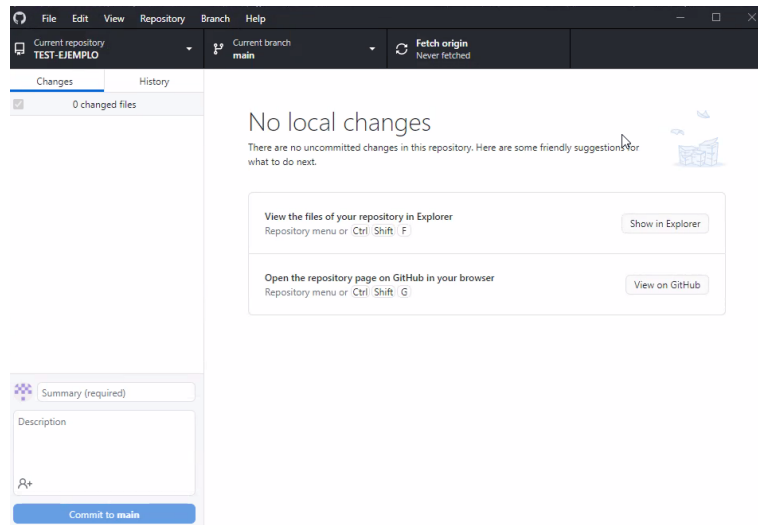 File Edit View Repository Branch Help
Current repository
TEST-EJEMPLO
Current branch
main
Fetch origin
Never fetched
Changes History
0 changed files
No local changes
There are no uncommitted changes in this repository. Here are some friendly suggestions for
what to do next.
View the files of your repository in Explorer
Repository menu or Ctrl Shift F
Show in Explorer
Open the repository page on GitHub in your browser
Repository menu or Ctrl Shift G
View on GitHub
Summary (required)
Description
Commit to main